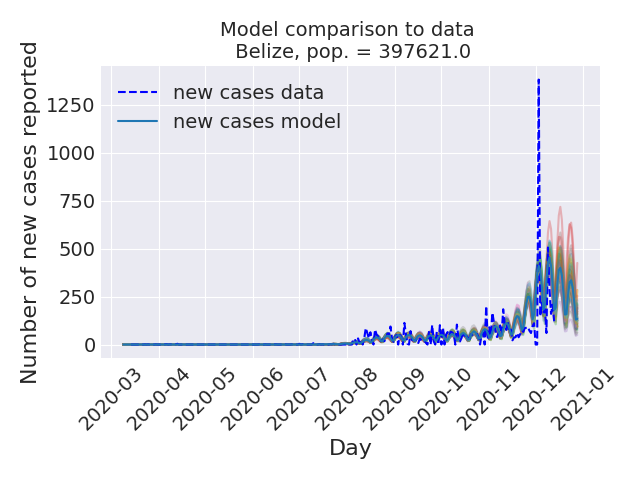 Model comparison to data
Belize, pop. = 397621.0
new cases data
new cases model
Number of new cases reported
1250
1000
750
500
250
0
2020-03
2020-04
2020-05
2020-06
2020-07
2020-08
2020-09
2020-10
2020-11
2020-12
2021-01
Day